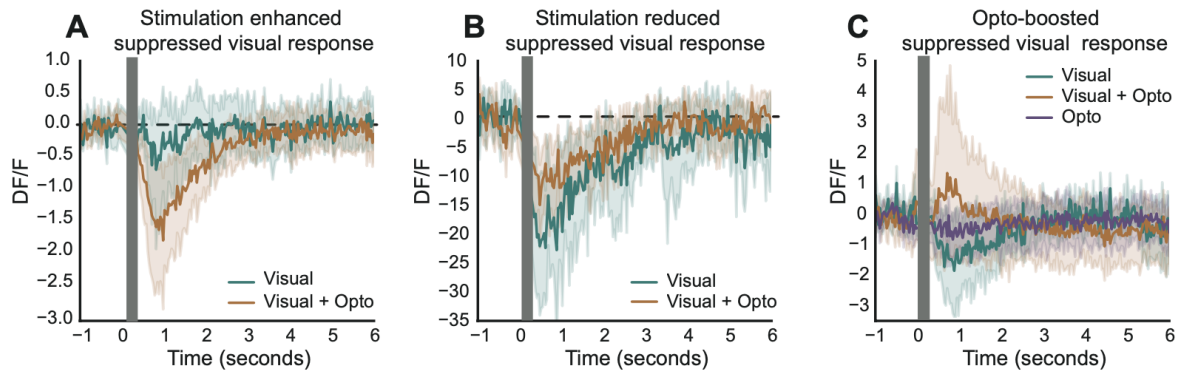 A
Stimulation enhanced
suppressed visual response
DF/F
1.0
0.5
0.0
−0.5
−1.0
−1.5
−2.0
−2.5
−3.0
Visual
Visual + Opto
−1 0 1 2 3 4 5 6
Time (seconds)
B
Stimulation reduced
suppressed visual response
DF/F
10
5
0
−5
−10
−15
−20
−25
−30
−35
Visual
Visual + Opto
−1 0 1 2 3 4 5 6
Time (seconds)
C
Opto-boosted
suppressed visual response
DF/F
5
4
3
2
1
0
−1
−2
−3
Visual
Visual + Opto
Opto
−1 0 1 2 3 4 5 6
Time (seconds)